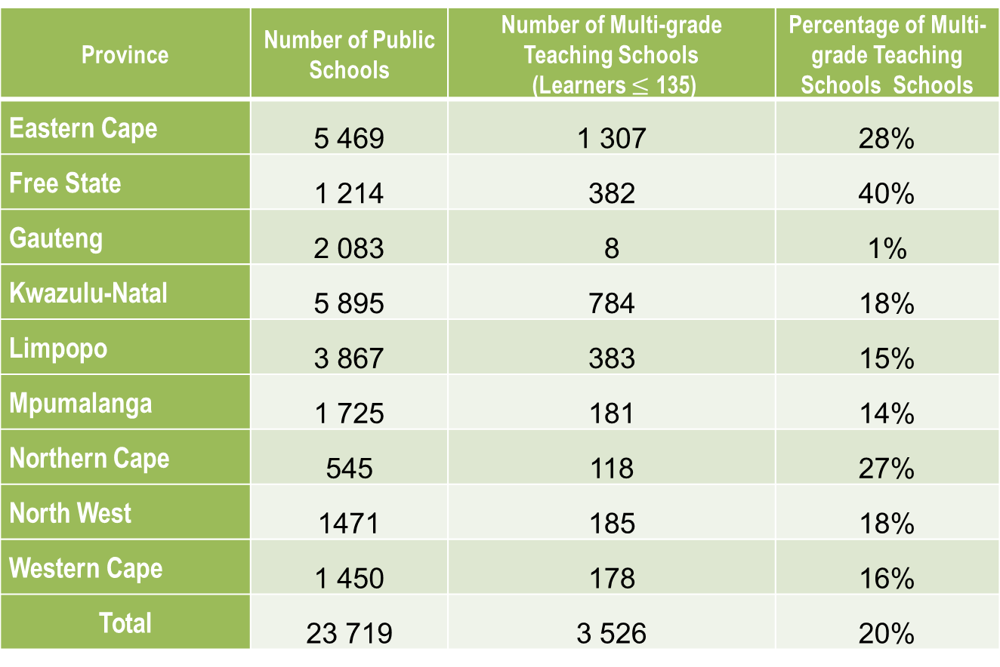 Province
Number of Public
Schools
Number of Multi-grade
Teaching Schools
(Learners ≤ 135)
Percentage of Multi-
grade Teaching
Schools  Schools
Eastern Cape 5 469 1 307 28%
Free State 1 214 382 40%
Gauteng 2 083 8 1%
Kwazulu-Natal 5 895 784 18%
Limpopo 3 867 383 15%
Mpumalanga 1 725 181 14%
Northern Cape 545 118 27%
North West 1471 185 18%
Western Cape 1 450 178 16%
Total 23 719 3 526 20%